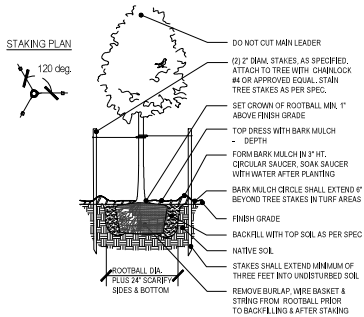 STAKING PLAN
120 deg.
DO NOT CUT MAIN LEADER
(2) 2" DIAM. STAKES, AS SPECIFIED.
ATTACH TO TREE WITH CHAINLOCK
#4 OR APPROVED EQUAL. STAIN
TREE STAKES AS PER SPEC.
SET CROWN OF ROOTBALL MIN. 1"
ABOVE FINISH GRADE
TOP DRESS WITH BARK MULCH
- DEPTH
FORM BARK MULCH IN 3" HT.
CIRCULAR SAUCER, SOAK SAUCER
WITH WATER AFTER PLANTING
BARK MULCH CIRCLE SHALL EXTEND 6"
BEYOND TREE STAKES IN TURF AREAS
FINISH GRADE
BACKFILL WITH TOP SOIL AS PER SPEC
NATIVE SOIL
STAKES SHALL EXTEND MINIMUM OF
THREE FEET INTO UNDISTURBED SOIL
REMOVE BURLAP, WIRE BASKET &
STRING FROM ROOTBALL PRIOR
TO BACKFILLING & AFTER STAKING
ROOTBALL DIA.
PLUS 24" SCARIFY
SIDES & BOTTOM